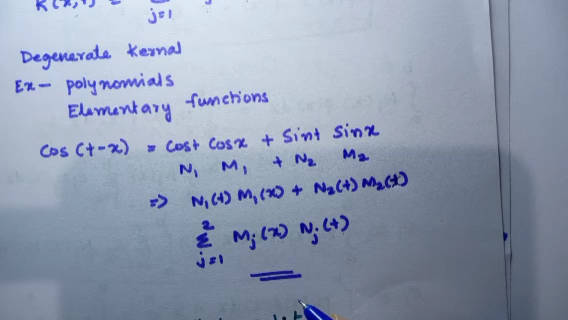 K(x,t) = Σ
j=1
Degenerate Kernal
Ex - polynomials
Elementary functions
cos(t-x) = cost cosx + sint sinx
N₁ M₁ + N₂ M₂
=> N₁(t) M₁(x) + N₂(t) M₂(t)
2
Σ Mj(x) Nj(t)
j=1